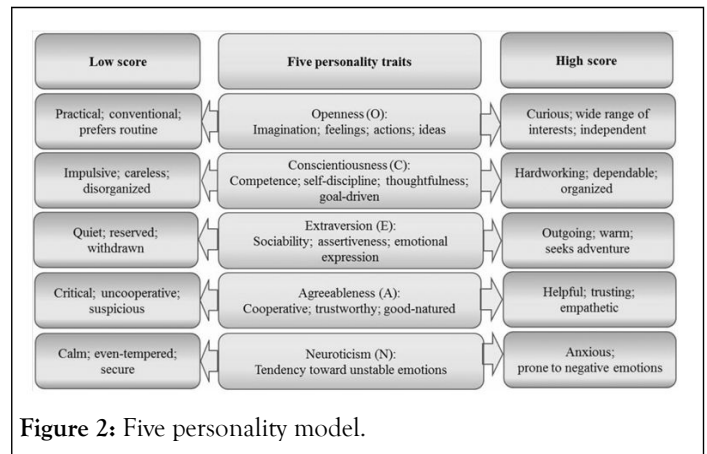 Low score
Five personality traits
High score
Practical; conventional;
prefers routine
Openness (O):
Imagination; feelings; actions; ideas
Curious; wide range of
interests; independent
Impulsive; careless;
disorganized
Conscientiousness (C):
Competence; self-discipline; thoughtfulness;
goal-driven
Hardworking; dependable;
organized
Quiet; reserved;
withdrawn
Extraversion (E):
Sociability; assertiveness; emotional
expression
Outgoing; warm;
seeks adventure
Critical; uncooperative;
suspicious
Agreeableness (A):
Cooperative; trustworthy; good-natured
Helpful; trusting;
empathetic
Calm; even-tempered;
secure
Neuroticism (N):
Tendency toward unstable emotions
Anxious;
prone to negative emotions
Figure 2: Five personality model.